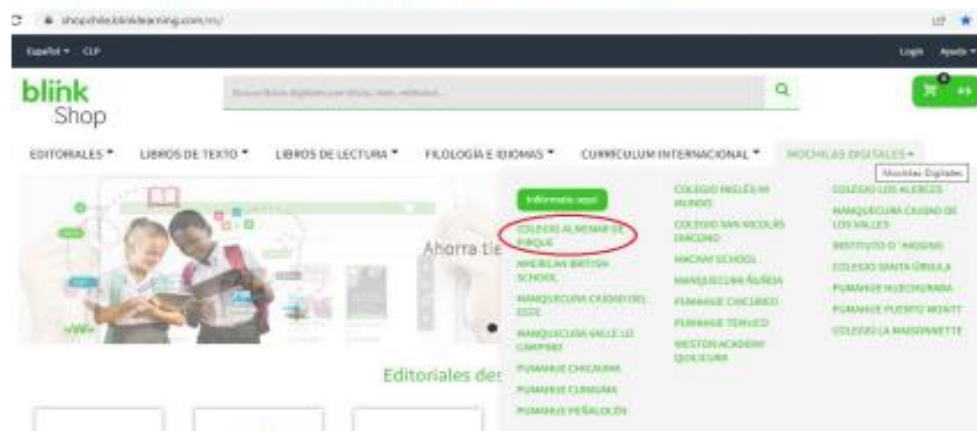 shopchile.blinklearning.com/es/
Español CLP
Login Ayuda
blink
Shop
0
EDITORIALES LIBROS DE TEXTO LIBROS DE LECTURA FILOLOGÍA E IDIOMAS CURRÍCULUM INTERNACIONAL MOCHILAS DIGITALES
Mochilas Digitales
Infórmate aquí
COLEGIO ALMENAR DE
PIRQUE
AMERICAN BRITISH
SCHOOL
MANQUECURA CIUDAD DEL
ESTE
MANQUECURA VALLE LO
CAMPINO
PUMAHUE CHICAUMA
PUMAHUE CURAUMA
PUMAHUE PEÑALOLÉN
COLEGIO INGLÉS MI
MUNDO
COLEGIO SAN NICOLÁS
DIÁCONO
MACKAY SCHOOL
MANQUECURA ÑUÑOA
PUMAHUE CHICUREO
PUMAHUE TEMUCO
WESTON ACADEMY
QUILICURA
COLEGIO LOS ALERCES
MANQUECURA CIUDAD DE
LOS VALLES
INSTITUTO O'HIGGINS
COLEGIO SANTA ÚRSULA
PUMAHUE HUECHURABA
PUMAHUE PUERTO MONTT
COLEGIO LA MAISONNETTE
Ahorra tie
Editoriales des